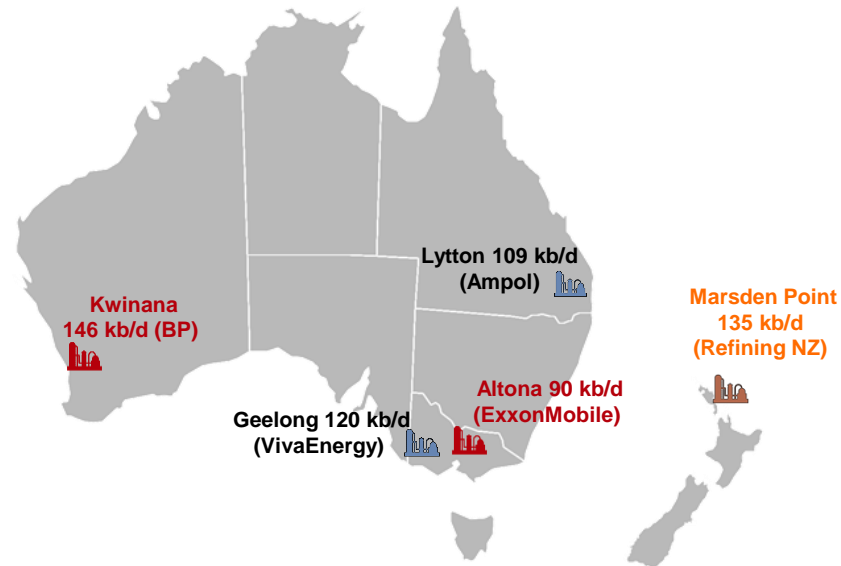 Lytton 109 kb/d
(Ampol)
Kwinana
146 kb/d (BP)
Marsden Point
135 kb/d
(Refining NZ)
Altona 90 kb/d
(ExxonMobile)
Geelong 120 kb/d
(VivaEnergy)